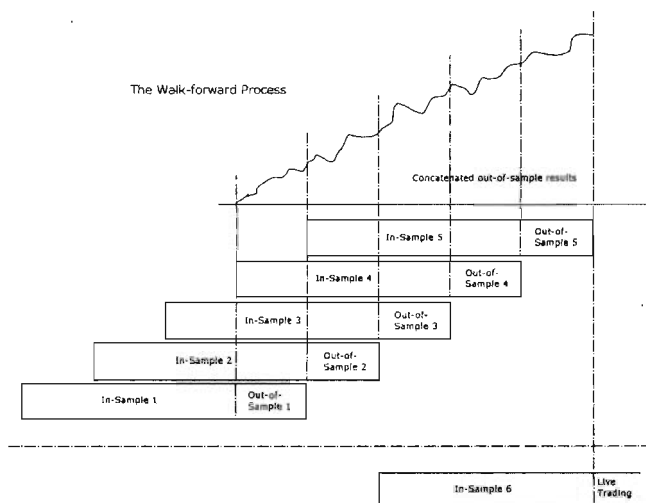 The Walk-forward Process
Concatenated out-of-sample results
In-Sample 5
Out-of-
Sample 5
In-Sample 4
Out-of-
Sample 4
In-Sample 3
Out-of-
Sample 3
In-Sample 2
Out-of-
Sample 2
In-Sample 1
Out-of-
Sample 1
In-Sample 6
Live
Trading